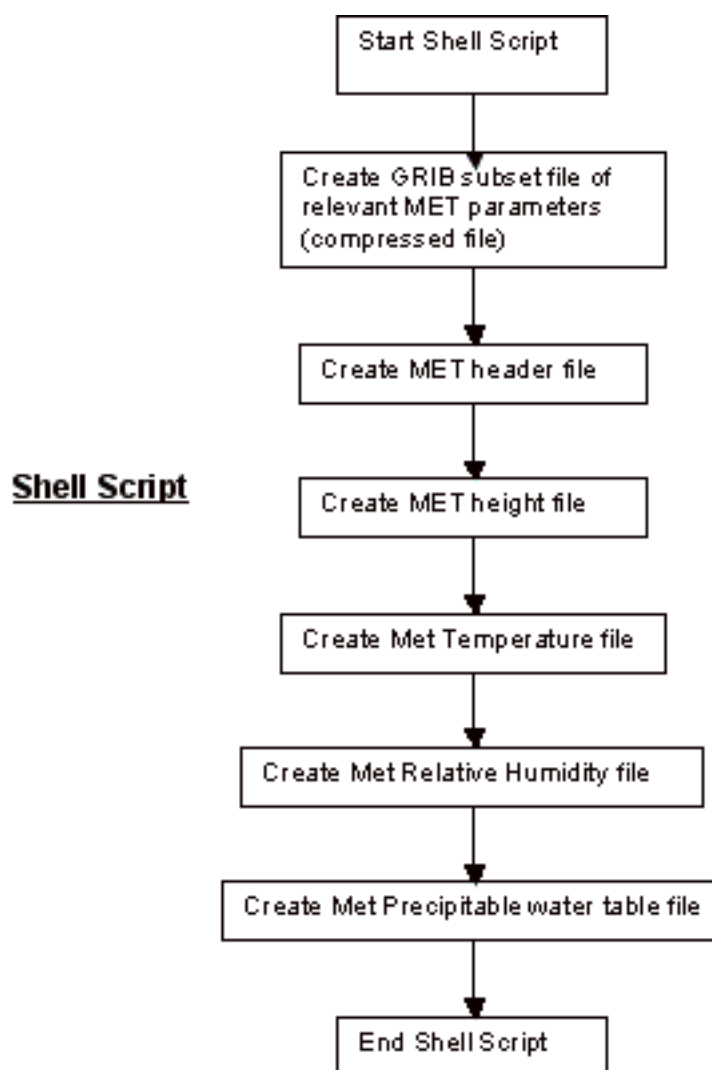 Start Shell Script
Create GRIB subset file of
relevant MET parameters
(compressed file)
Create MET header file
Shell Script
Create MET height file
Create Met Temperature file
Create Met Relative Humidity file
Create Met Precipitable water table file
End Shell Script